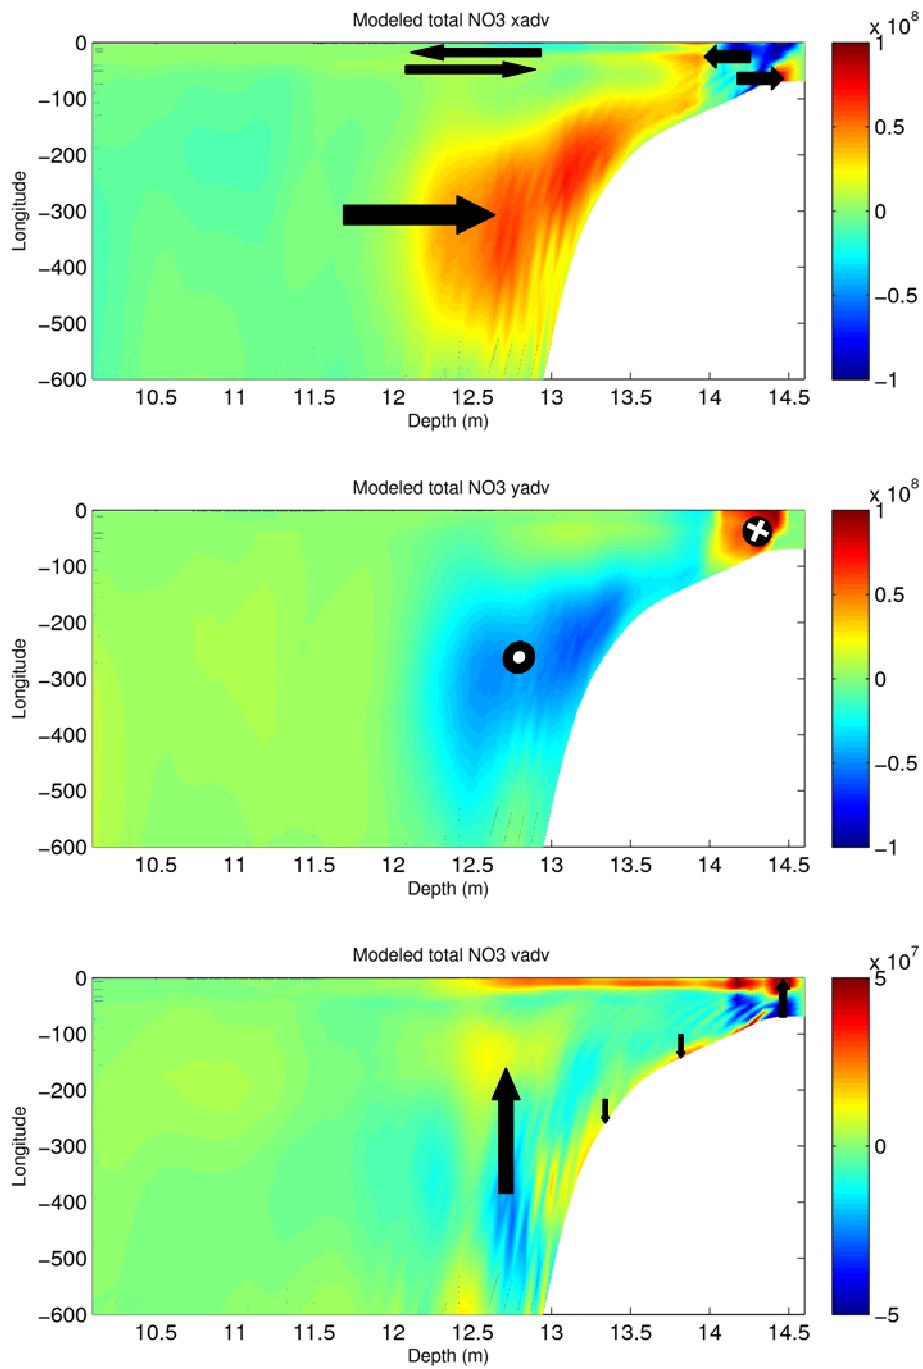 Modeled total NO3 xadv
x 10^8
0
−100
−200
−300
−400
−500
−600
Longitude
10.5 11 11.5 12 12.5 13 13.5 14 14.5
Depth (m)
1
0.5
0
−0.5
−1
Modeled total NO3 yadv
x 10^8
0
−100
−200
−300
−400
−500
−600
Longitude
10.5 11 11.5 12 12.5 13 13.5 14 14.5
Depth (m)
1
0.5
0
−0.5
−1
Modeled total NO3 vadv
x 10^7
0
−100
−200
−300
−400
−500
−600
Longitude
10.5 11 11.5 12 12.5 13 13.5 14 14.5
Depth (m)
5
0
−5